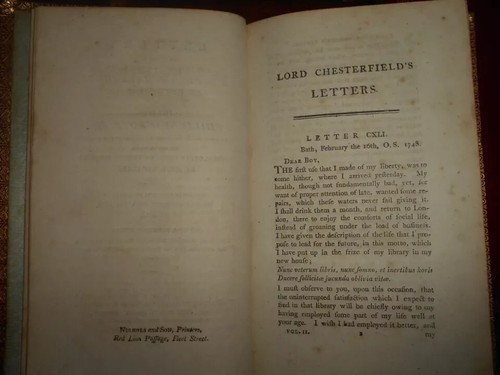 NICHOLS and SON, Printers,
Red Lion Passage, Fleet Street.
LORD CHESTERFIELD'S
LETTERS.
LETTER CXLI.
Bath, February the 16th, O. S. 1748.
DEAR BOY,
THE first use that I made of my liberty, was to
come hither, where I arrived yesterday. My
health, though not fundamentally bad, yet, for
want of proper attention of late, wanted some re-
pairs, which these waters never fail giving it.
I shall drink them a month, and return to Lon-
don, there to enjoy the comforts of social life,
instead of groaning under the load of business.
I have given the description of the life that I pro-
pose to lead for the future, in this motto, which
I have put up in the frize of my library in my
new house;
Nunc veterum libris, nunc somno, et inertibus horis
Ducere sollicitæ jucunda oblivia vitæ.
I must observe to you, upon this occasion, that
the uninterrupted satisfaction which I expect to
find in that library will be chiefly owing to my
having employed some part of my life well at
your age. I wish I had employed it better, and
VOL. II. B my